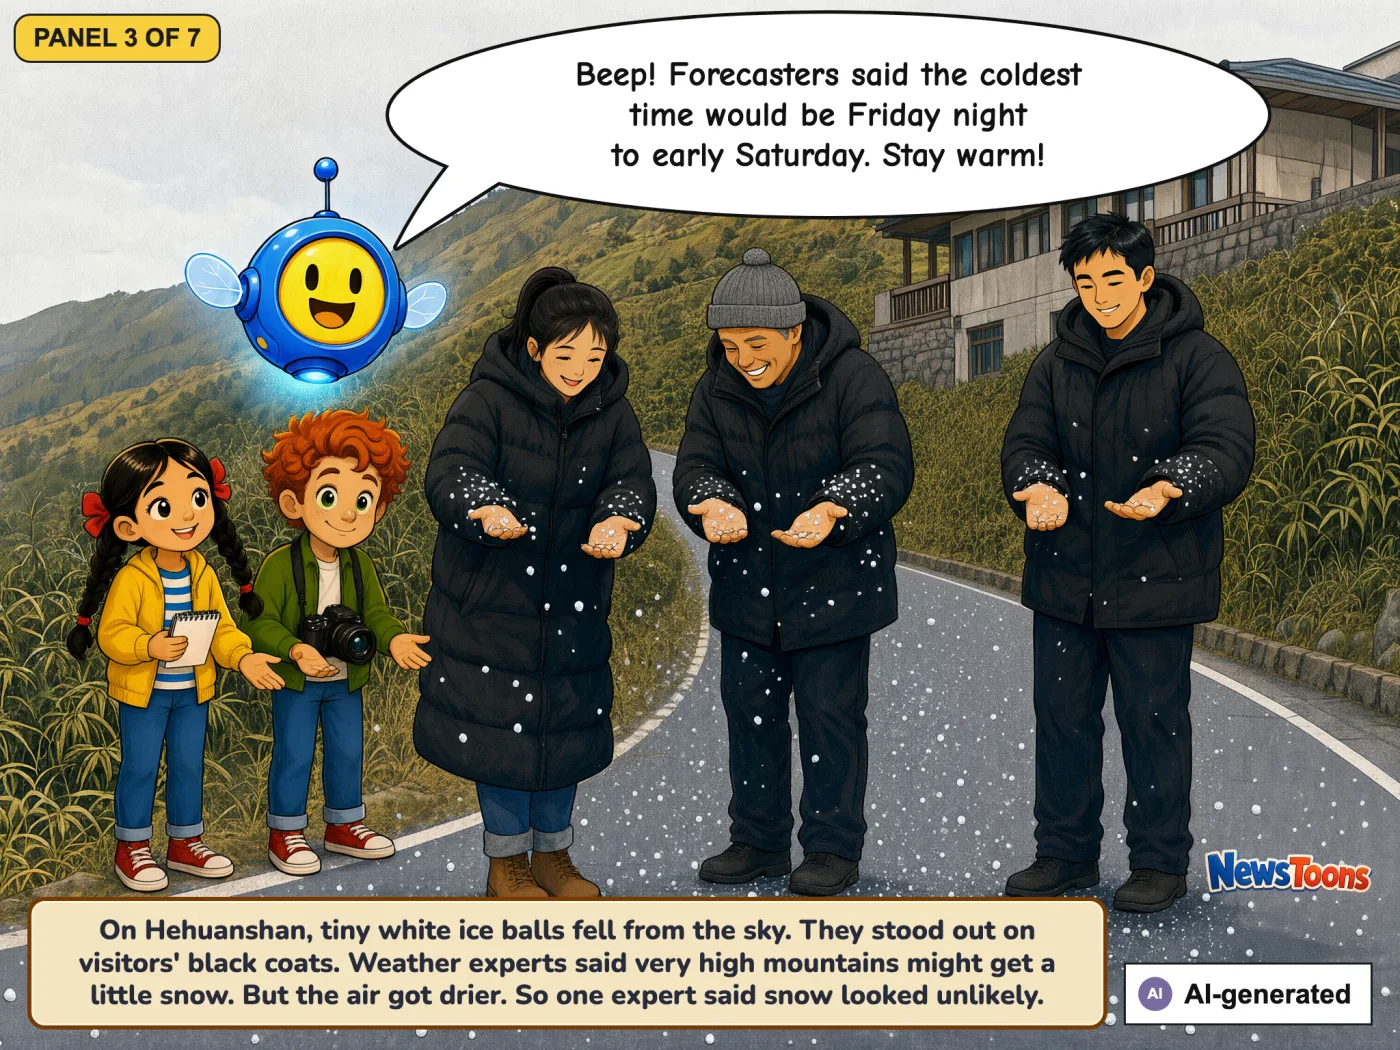 PANEL 3 OF 7
Beep! Forecasters said the coldest
time would be Friday night
to early Saturday. Stay warm!
NewsToons
On Hehuanshan, tiny white ice balls fell from the sky. They stood out on
visitors' black coats. Weather experts said very high mountains might get a
little snow. But the air got drier. So one expert said snow looked unlikely.
AI AI-generated